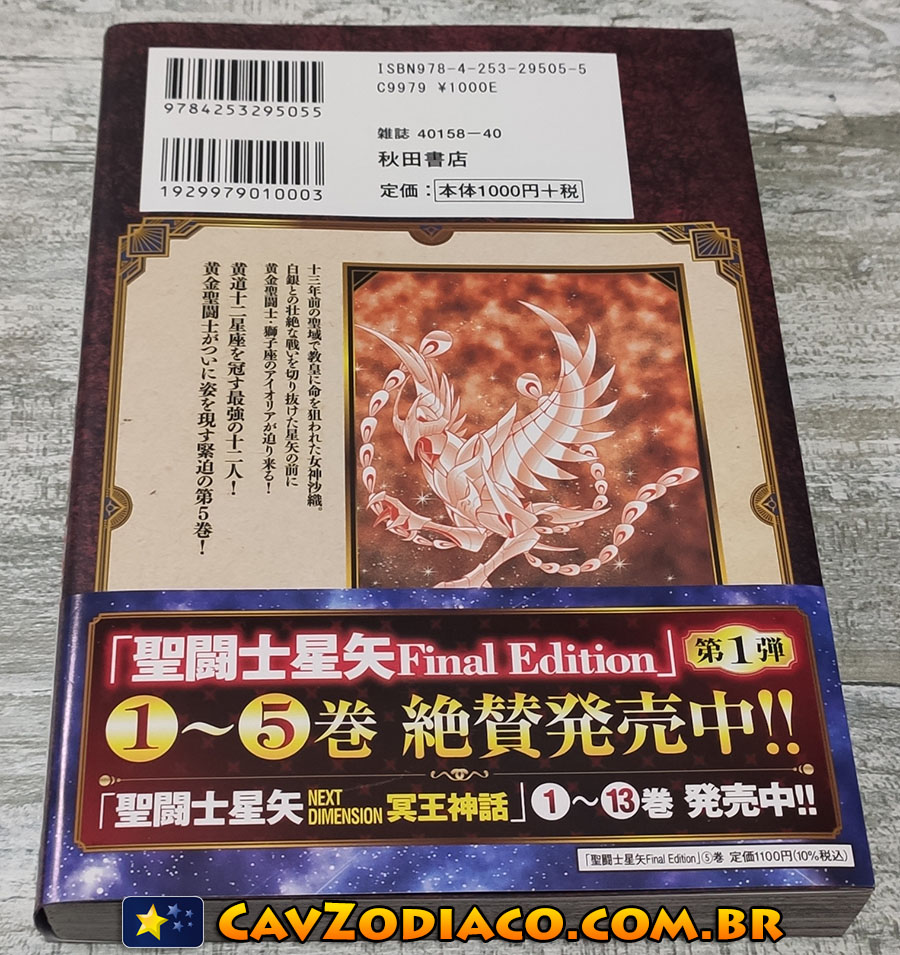 9784253295055
ISBN978-4-253-29505-5
C9979 ¥1000E
1929979010003
雑誌 40158-40
秋田書店
定価：本体1000円+税
十三年前の聖域で教皇に命を狙われた女神沙織。
白銀との壮絶な戦いを切り抜けた星矢の前に
黄金聖闘士・獅子座のアイオリアが迫り来る！
黄道十二星座を冠す最強の十二人！
黄金聖闘士がついに姿を現す緊迫の第5巻！
「聖闘士星矢Final Edition」第1弾
1～5巻 絶賛発売中!!
「聖闘士星矢NEXT DIMENSION 冥王神話」1～13巻 発売中!!
「聖闘士星矢Final Edition」⑤巻 定価1100円(10%税込)
CAVZODIACO.COM.BR